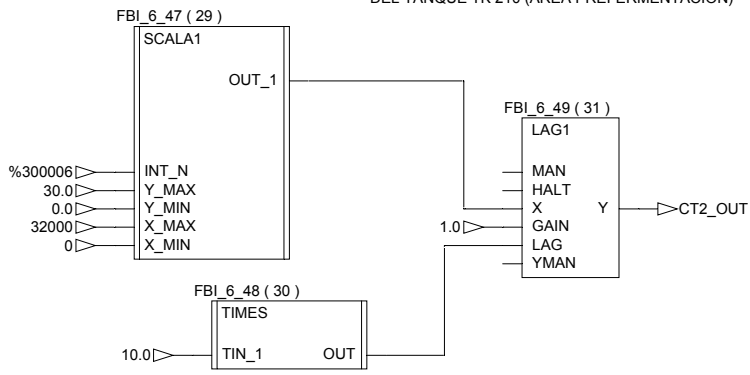 DEL TANQUE TK 210 (AREA PREFERMENTACION)
FBI_6_47 ( 29 )
SCALA1
OUT_1
%300006 INT_N
30.0 Y_MAX
0.0 Y_MIN
32000 X_MAX
0 X_MIN
FBI_6_49 ( 31 )
LAG1
MAN
HALT
X Y CT2_OUT
1.0 GAIN
LAG
YMAN
FBI_6_48 ( 30 )
TIMES
10.0 TIN_1 OUT